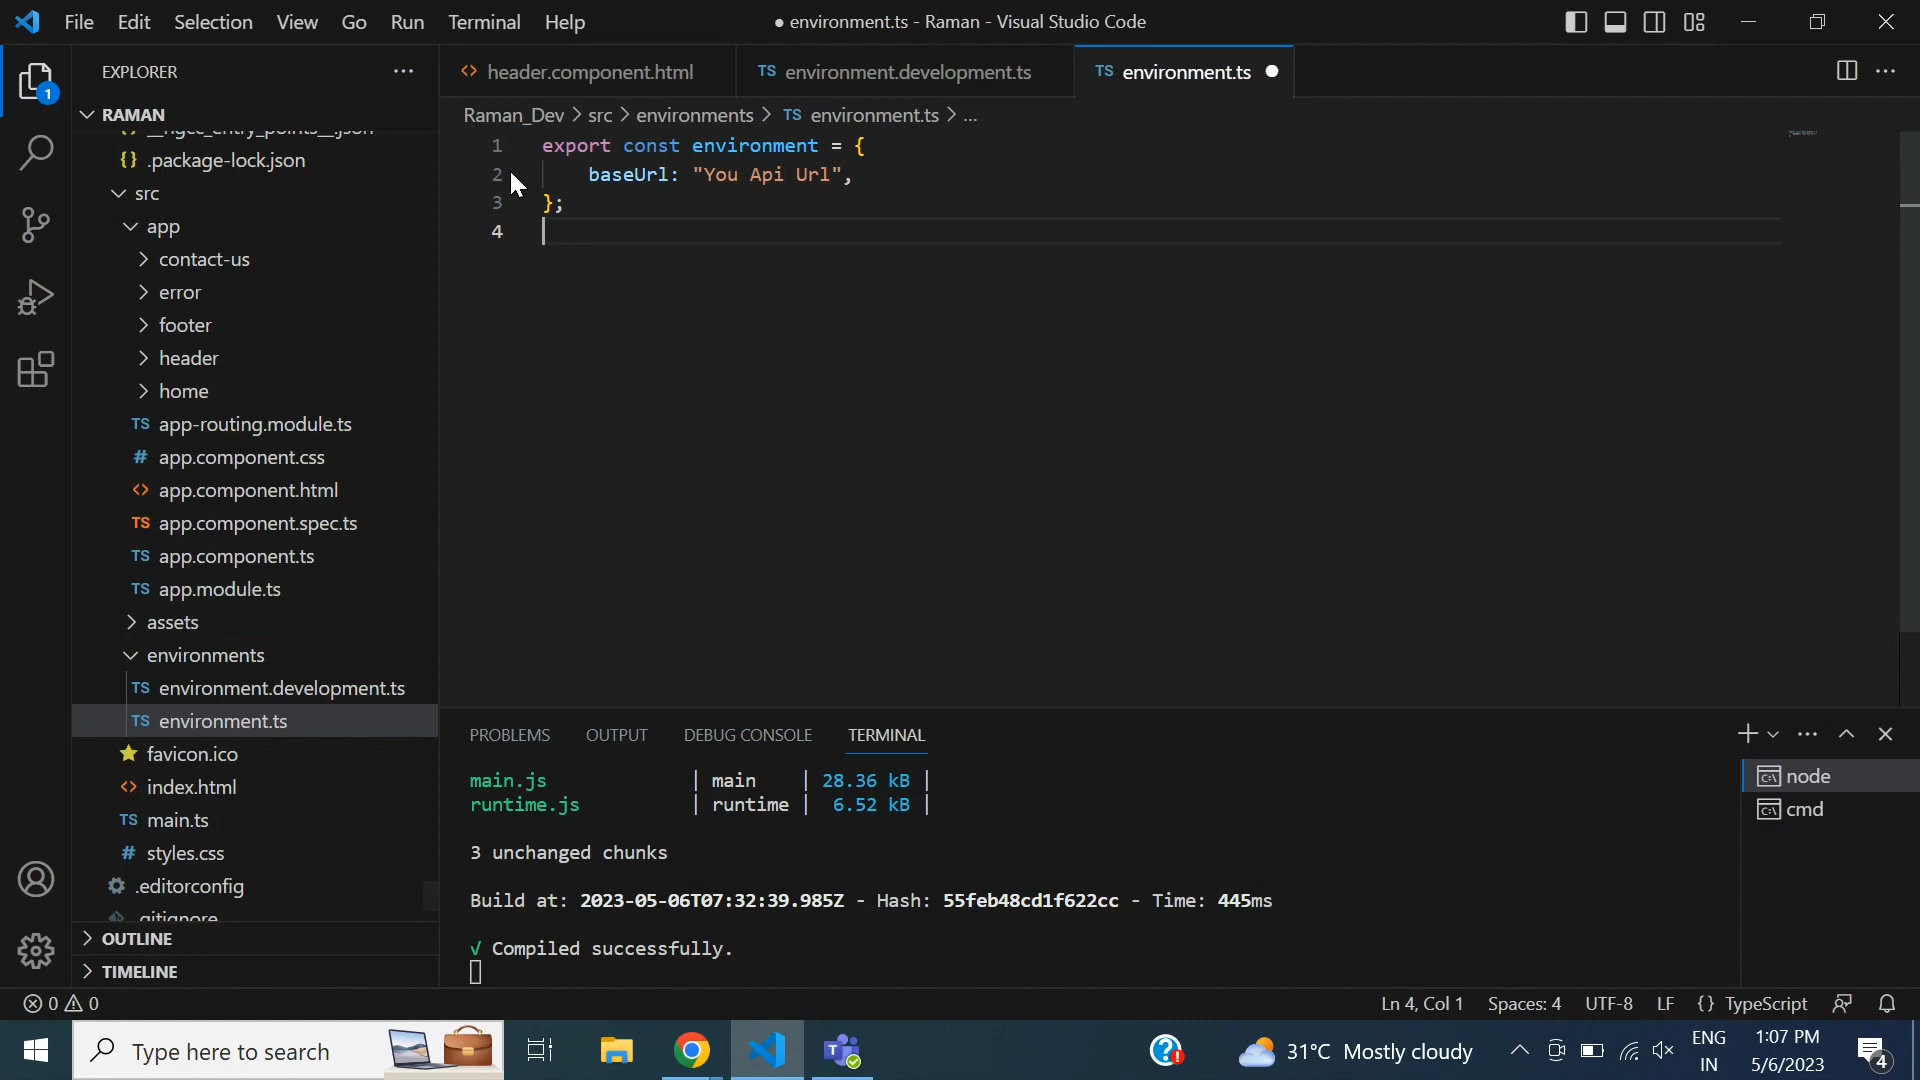 File Edit Selection View Go Run Terminal Help
● environment.ts - Raman - Visual Studio Code
EXPLORER
1
RAMAN
.package-lock.json
src
app
contact-us
error
footer
header
home
TS app-routing.module.ts
# app.component.css
<> app.component.html
TS app.component.spec.ts
TS app.component.ts
TS app.module.ts
assets
environments
TS environment.development.ts
TS environment.ts
favicon.ico
<> index.html
TS main.ts
# styles.css
.editorconfig
.gitignore
OUTLINE
TIMELINE
<> header.component.html
TS environment.development.ts
TS environment.ts
Raman_Dev > src > environments > TS environment.ts > ...
1 export const environment = {
2 baseUrl: "You Api Url",
3 };
4
PROBLEMS OUTPUT DEBUG CONSOLE TERMINAL
main.js | main | 28.36 kB |
runtime.js | runtime | 6.52 kB |
3 unchanged chunks
Build at: 2023-05-06T07:32:39.985Z - Hash: 55feb48cd1f622cc - Time: 445ms
√ Compiled successfully.
node
cmd
0 0
Ln 4, Col 1 Spaces: 4 UTF-8 LF {} TypeScript
Type here to search
31°C Mostly cloudy
ENG
IN
1:07 PM
5/6/2023
4